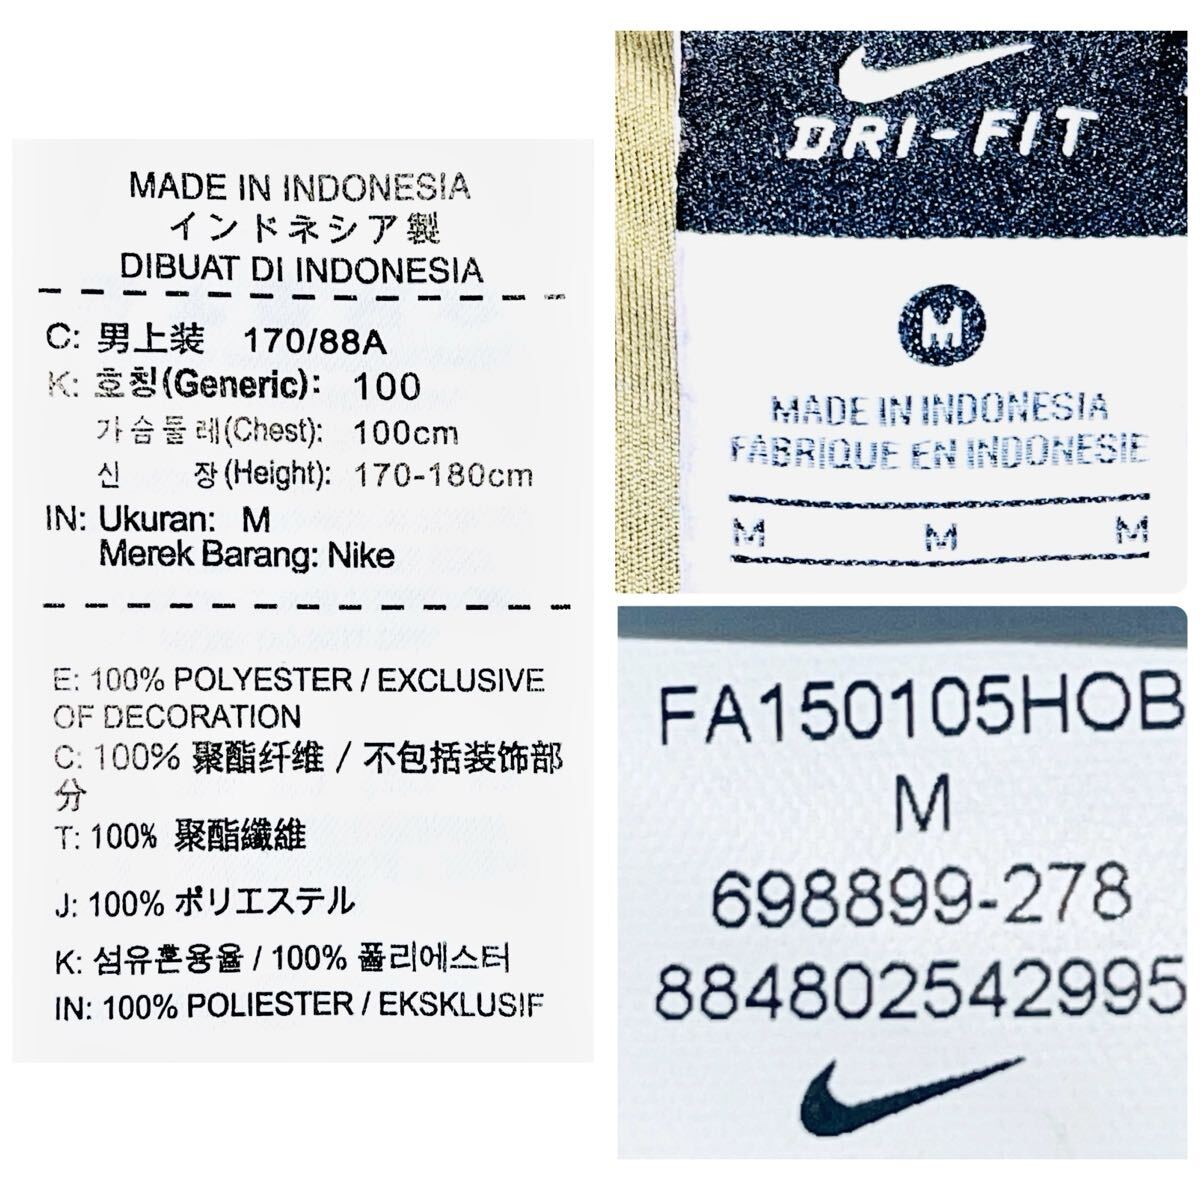 MADE IN INDONESIA
インドネシア製
DIBUAT DI INDONESIA
C: 男上装 170/88A
K: 호칭(Generic): 100
가슴둘레(Chest): 100cm
신 장(Height): 170-180cm
IN: Ukuran: M
Merek Barang: Nike
E: 100% POLYESTER / EXCLUSIVE
OF DECORATION
C: 100% 聚酯纤维 / 不包括装饰部
分
T: 100% 聚酯纖維
J: 100% ポリエステル
K: 섬유혼용율 / 100% 폴리에스터
IN: 100% POLIESTER / EKSKLUSIF
DRI-FIT
M
MADE IN INDONESIA
FABRIQUE EN INDONESIE
M M M
FA150105HOB
M
698899-278
884802542995